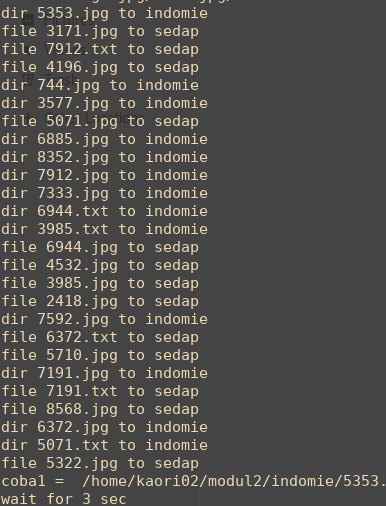 dir 5353.jpg to indomie
file 3171.jpg to sedap
file 7912.txt to sedap
file 4196.jpg to sedap
dir 744.jpg to indomie
dir 3577.jpg to indomie
file 5071.jpg to sedap
dir 6885.jpg to indomie
dir 8352.jpg to indomie
dir 7912.jpg to indomie
dir 7333.jpg to indomie
dir 6944.txt to indomie
dir 3985.txt to indomie
file 6944.jpg to sedap
file 4532.jpg to sedap
file 3985.jpg to sedap
file 2418.jpg to sedap
dir 7592.jpg to indomie
file 6372.txt to sedap
file 5710.jpg to sedap
dir 7191.jpg to indomie
file 7191.txt to sedap
file 8568.jpg to sedap
dir 6372.jpg to indomie
dir 5071.txt to indomie
file 5322.jpg to sedap
coba1 =  /home/kaori02/modul2/indomie/5353.
wait for 3 sec